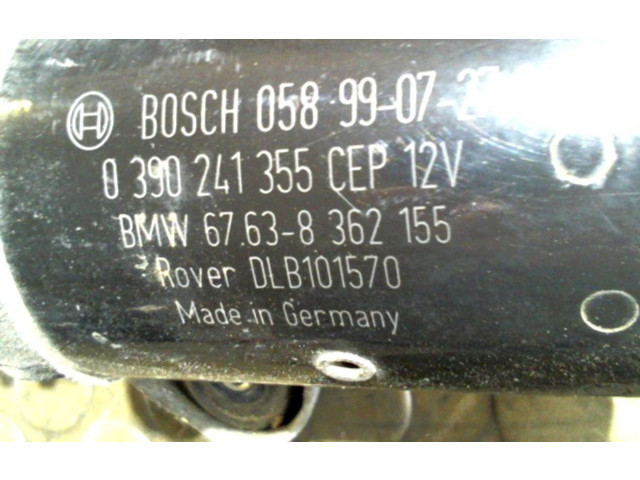 BOSCH 058 99-07-27
0 390 241 355 CEP 12V
BMW 67.63-8 362 155
Rover DLB101570
Made in Germany